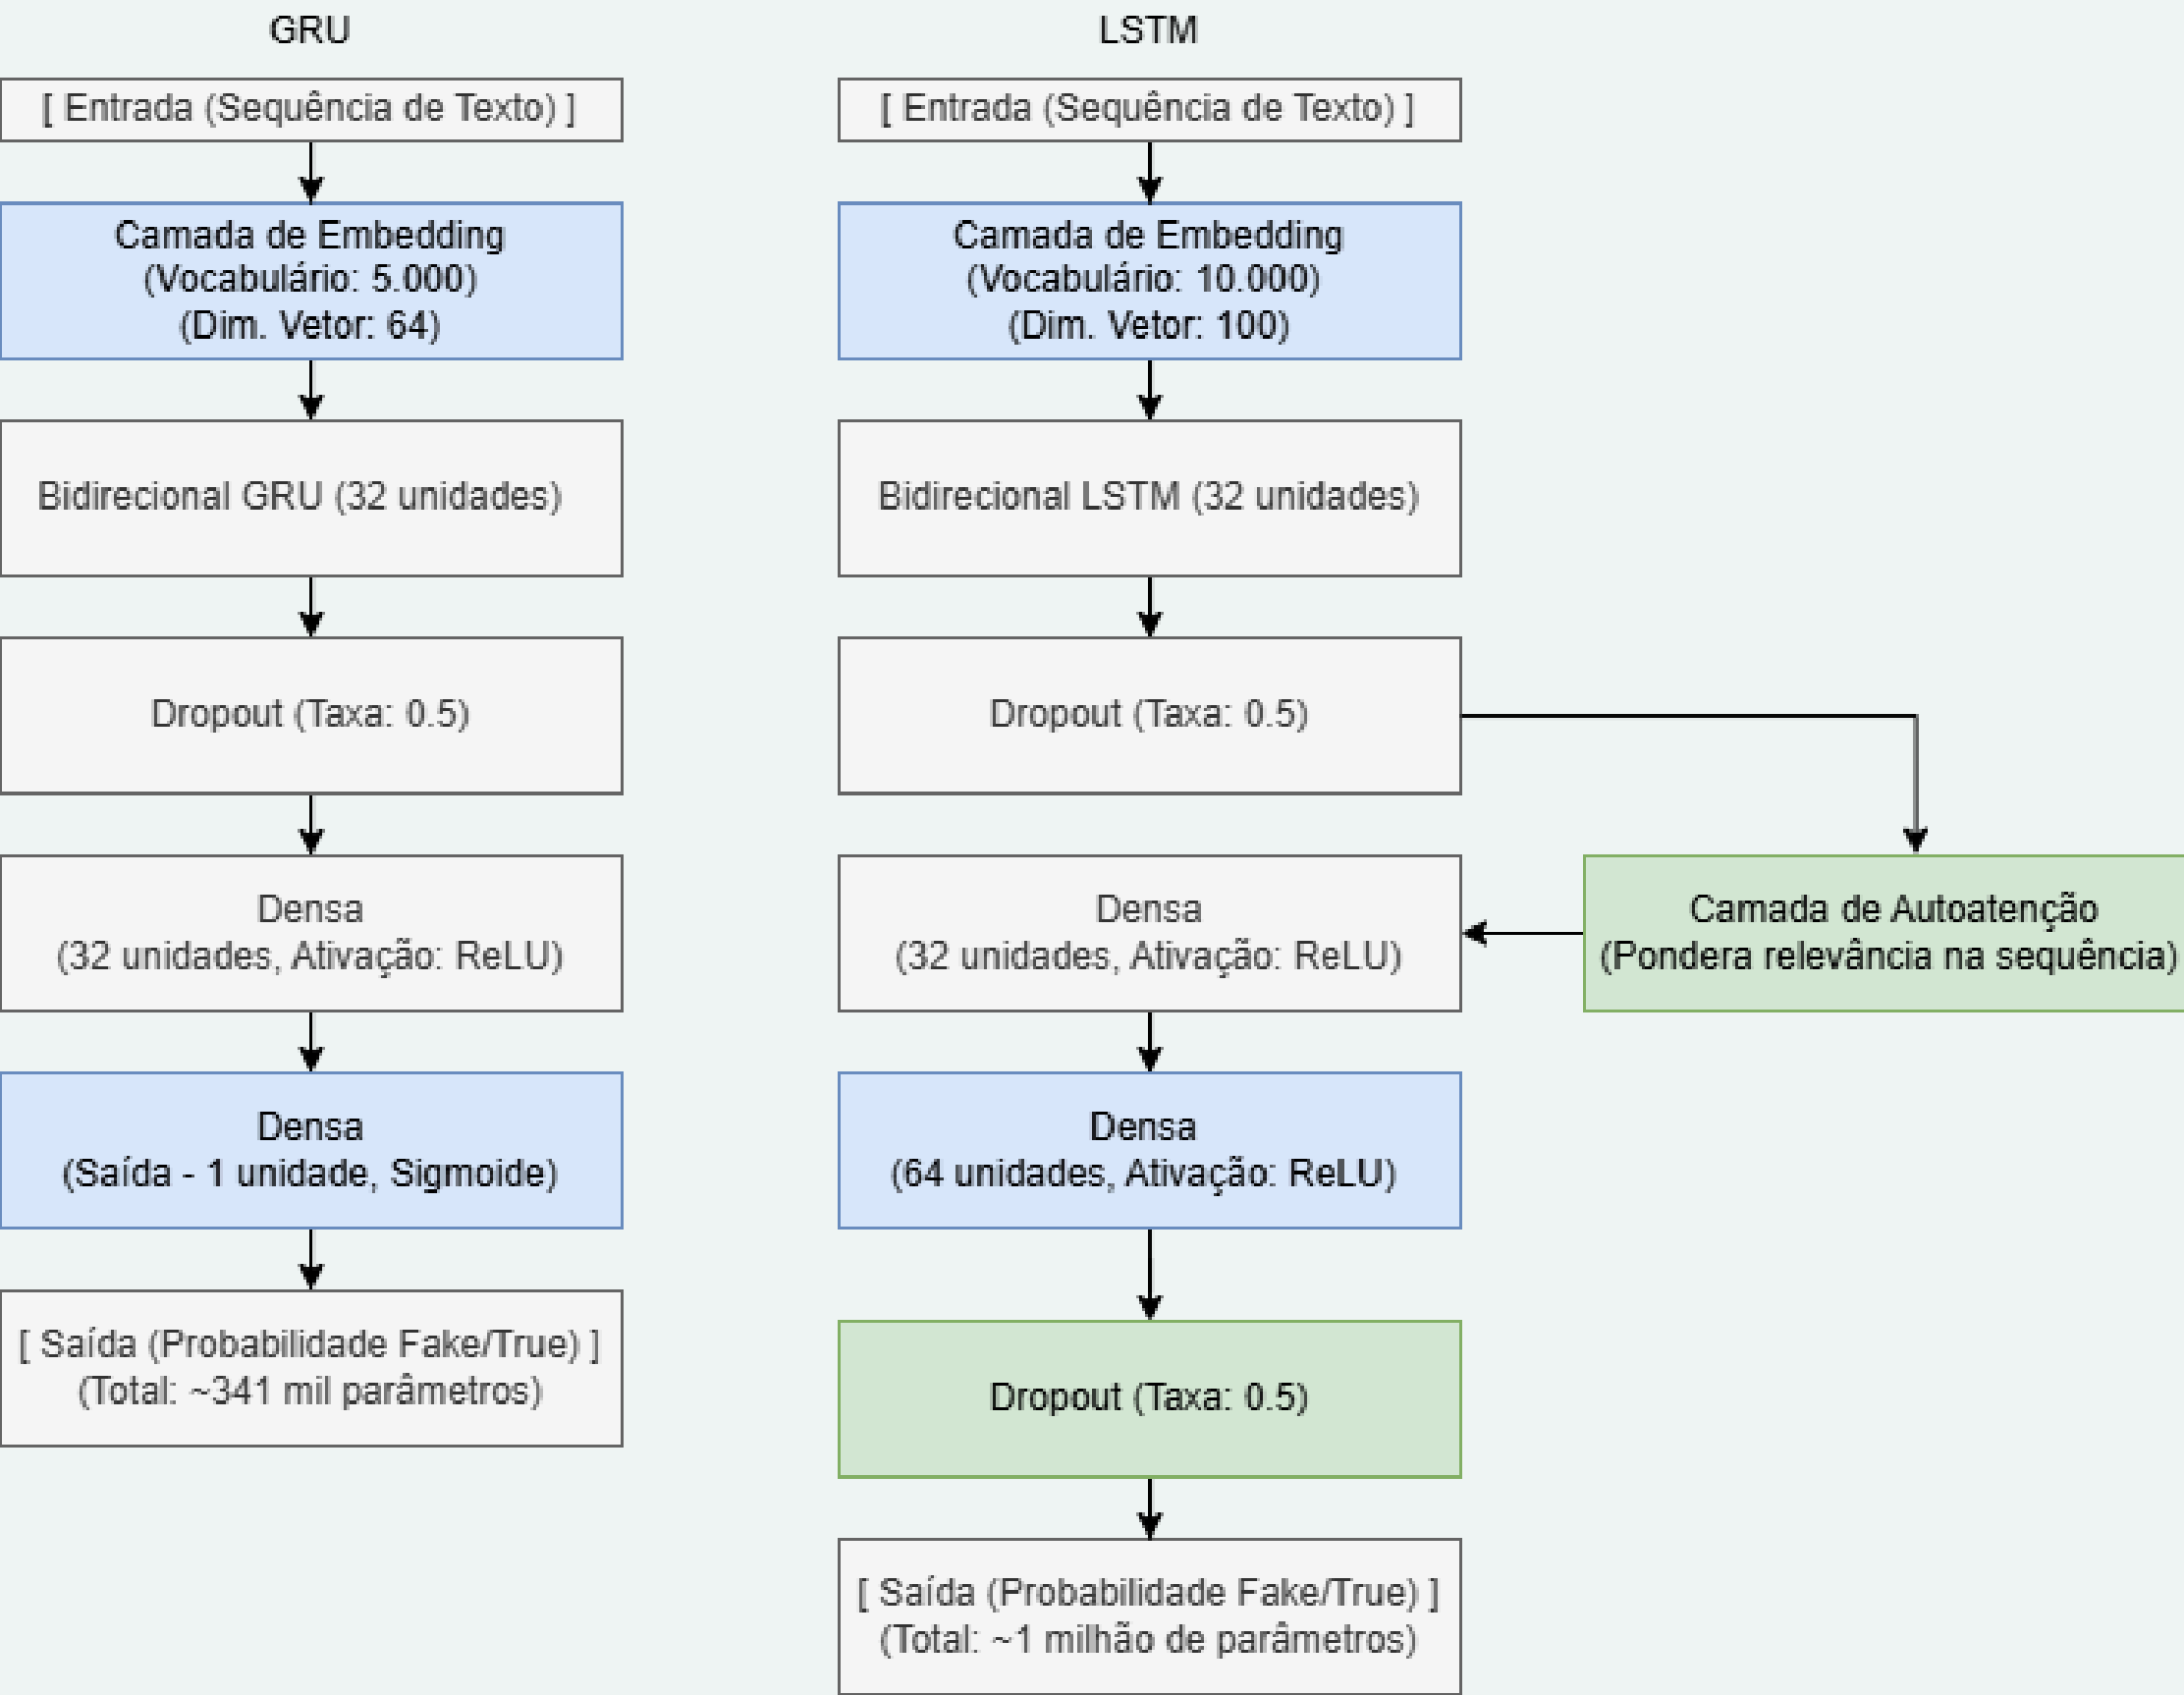 GRU
[ Entrada (Sequência de Texto) ]
Camada de Embedding
(Vocabulário: 5.000)
(Dim. Vetor: 64)
Bidirecional GRU (32 unidades)
Dropout (Taxa: 0.5)
Densa
(32 unidades, Ativação: ReLU)
Densa
(Saída - 1 unidade, Sigmoide)
[ Saída (Probabilidade Fake/True) ]
(Total: ~341 mil parâmetros)
LSTM
[ Entrada (Sequência de Texto) ]
Camada de Embedding
(Vocabulário: 10.000)
(Dim. Vetor: 100)
Bidirecional LSTM (32 unidades)
Dropout (Taxa: 0.5)
Camada de Autoatenção
(Pondera relevância na sequência)
Densa
(32 unidades, Ativação: ReLU)
Densa
(64 unidades, Ativação: ReLU)
Dropout (Taxa: 0.5)
[ Saída (Probabilidade Fake/True) ]
(Total: ~1 milhão de parâmetros)